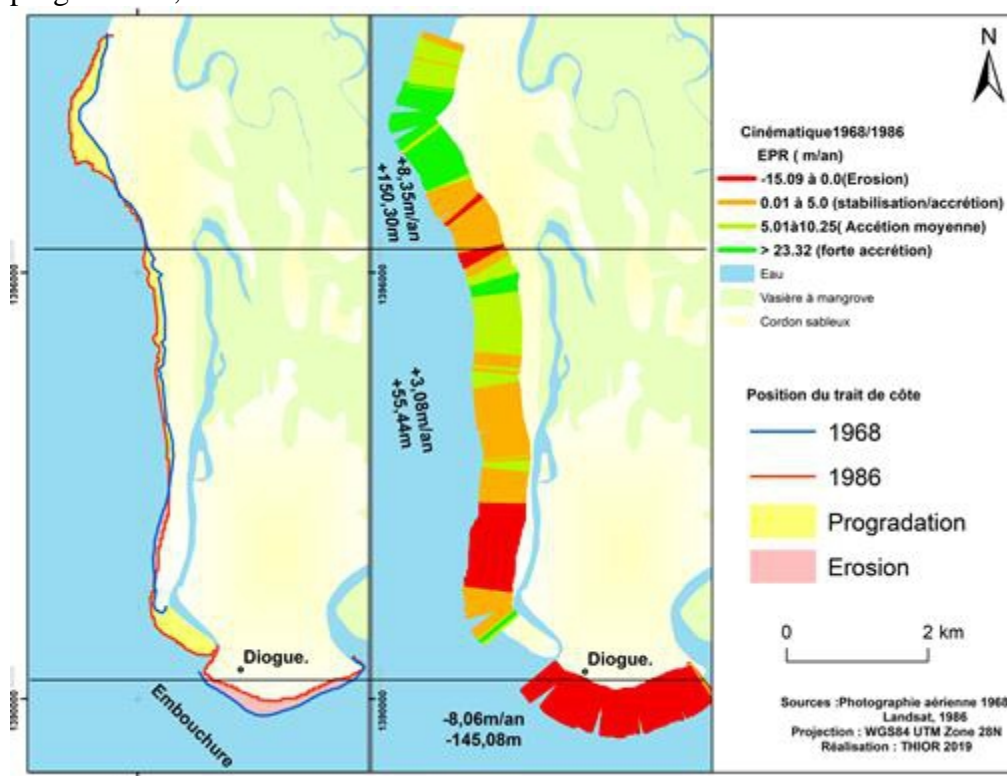 N
Cinématique1968/1986
EPR ( m/an)
-15.09 à 0.0(Erosion)
0.01 à 5.0 (stabilisation/accrétion)
5.01à10.25( Accétion moyenne)
> 23.32 (forte accrétion)
Eau
Vasière à mangrove
Cordon sableux
+8,35m/an
+150,30m
1396000
1396000
+3,08m/an
+55,44m
Position du trait de côte
1968
1986
Progradation
Erosion
0 2 km
Diogue.
Diogue.
Embouchure
1390000
1390000
-8,06m/an
-145,08m
Sources :Photographie aérienne 1968
Landsat, 1986
Projection : WGS84 UTM Zone 28N
Réalisation : THIOR 2019